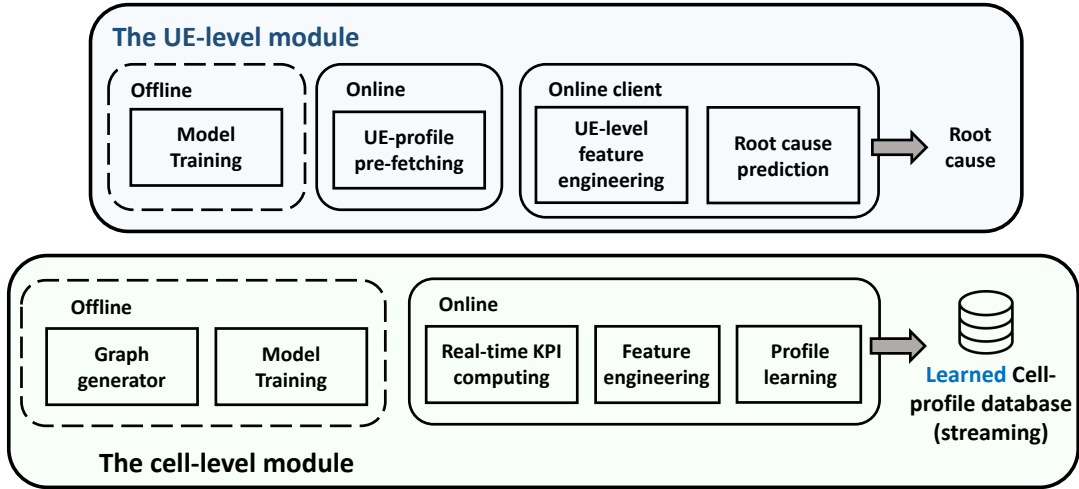 The UE-level module
Offline
Model
Training
Online
UE-profile
pre-fetching
Online client
UE-level
feature
engineering
Root cause
prediction
Root
cause
Offline
Graph
generator
Model
Training
Online
Real-time KPI
computing
Feature
engineering
Profile
learning
Learned Cell-
profile database
(streaming)
The cell-level module